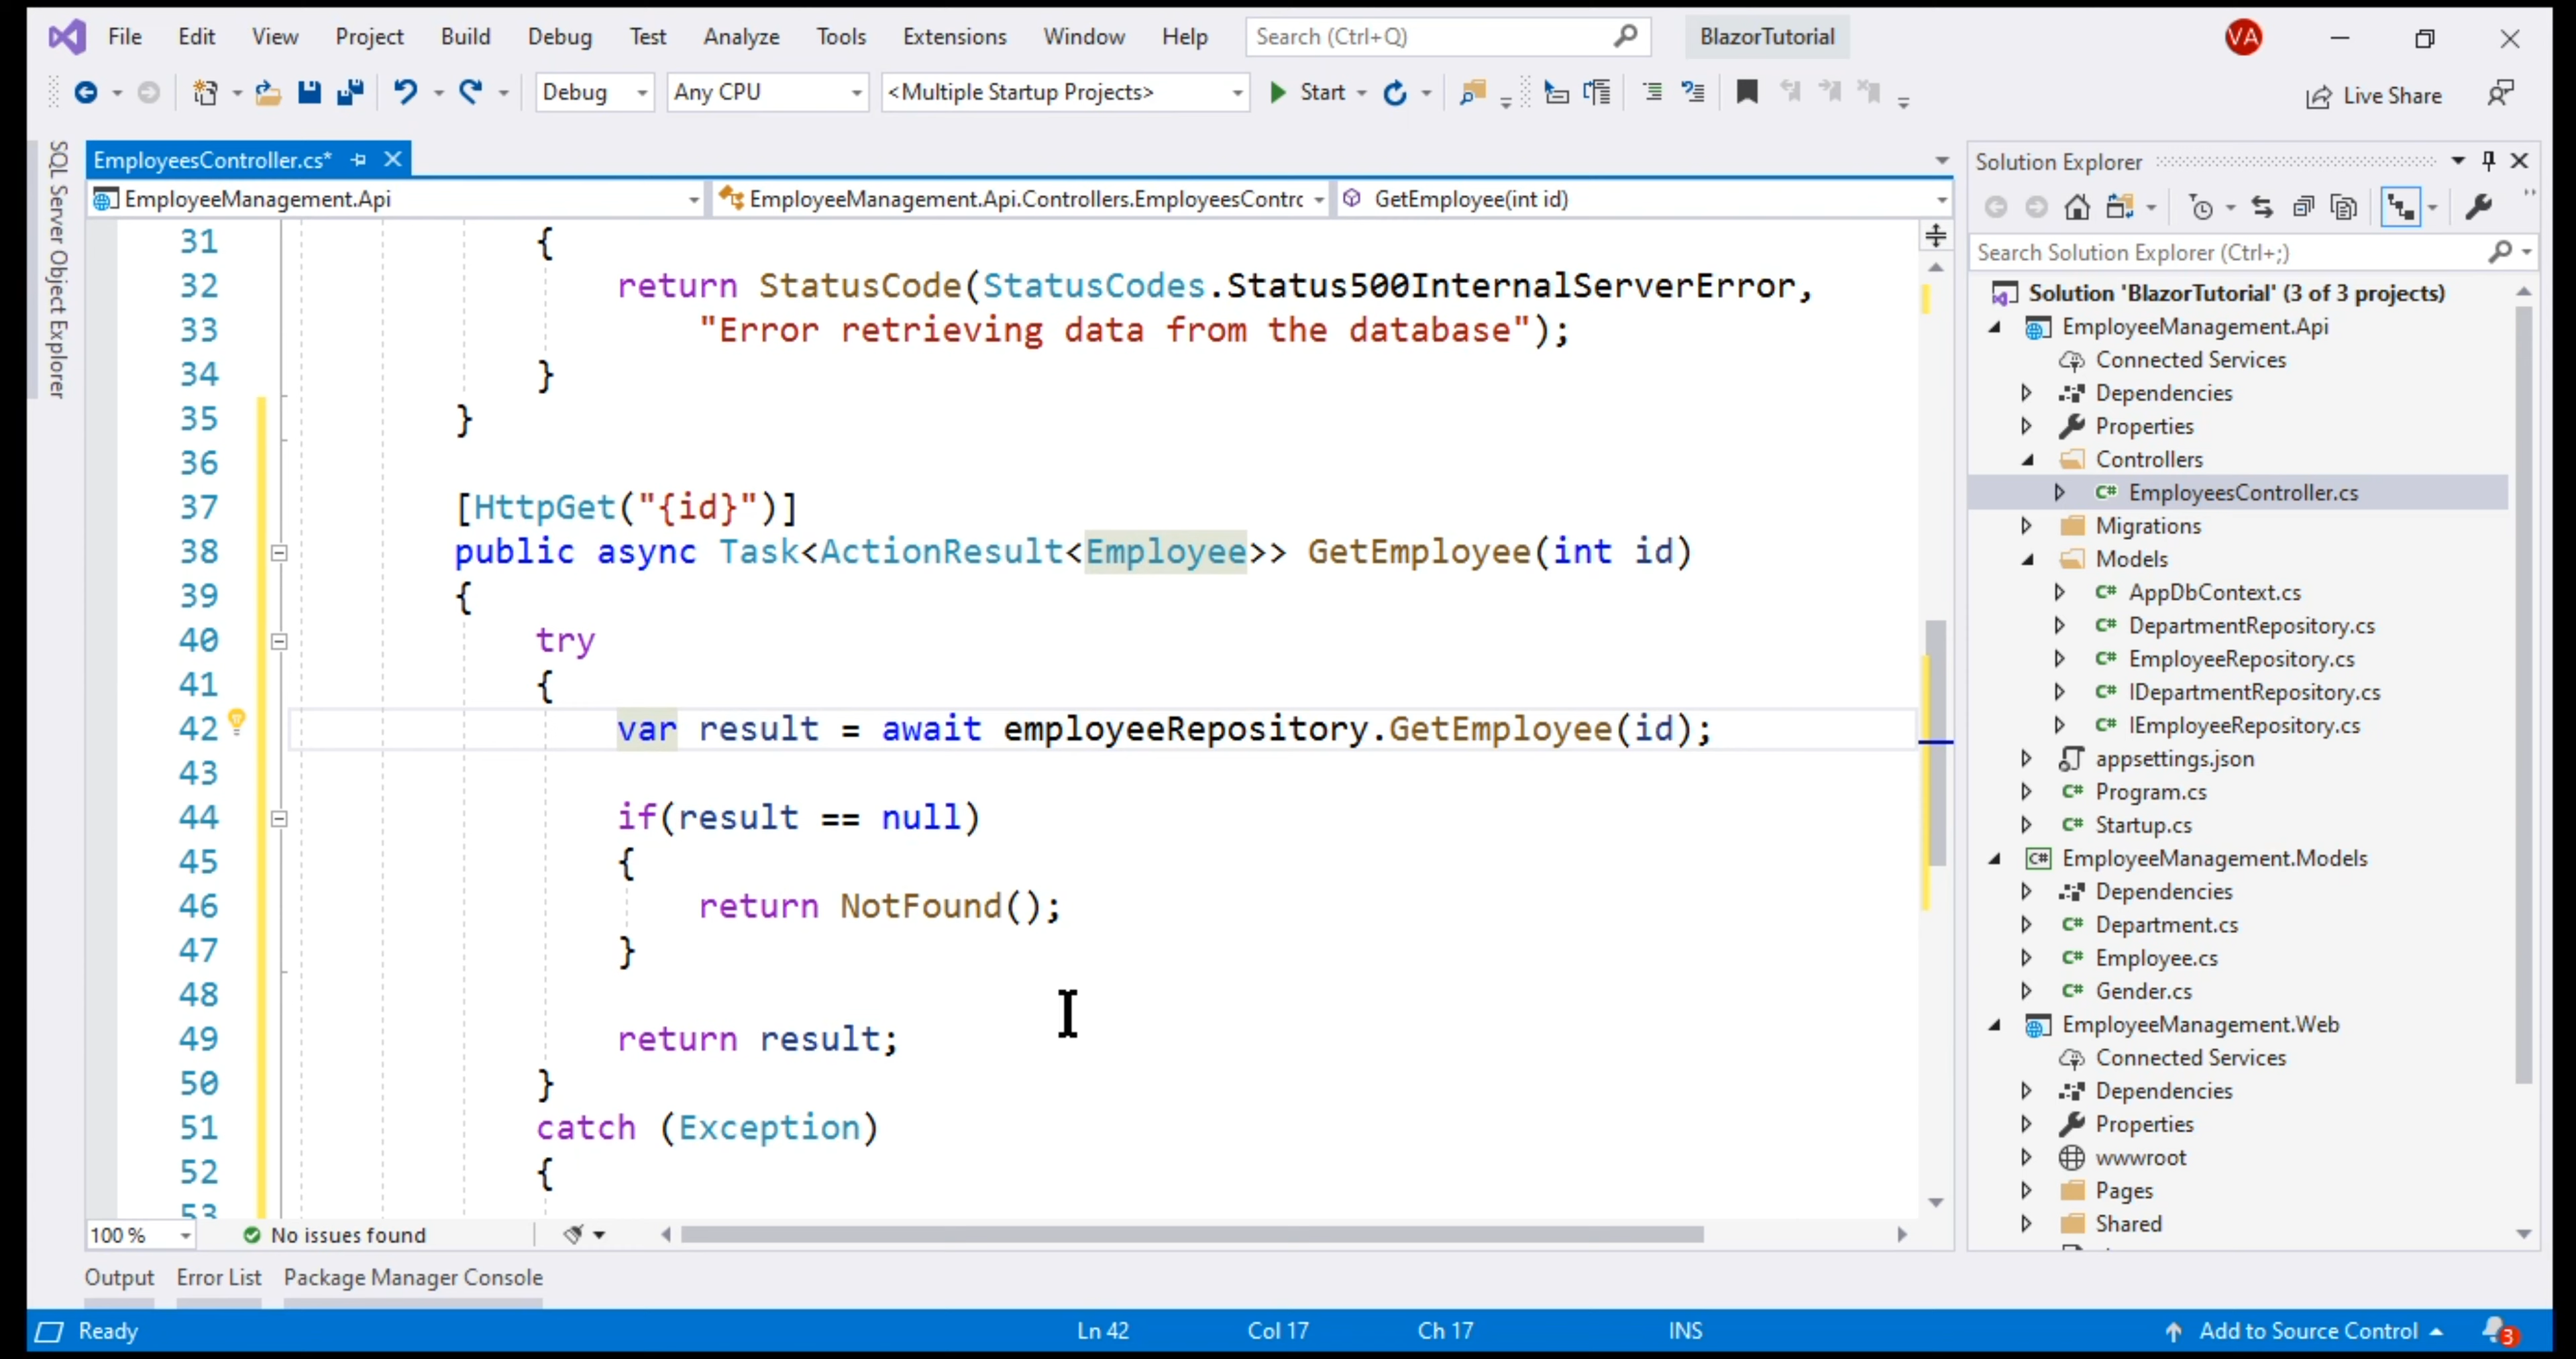 File Edit View Project Build Debug Test Analyze Tools Extensions Window Help Search (Ctrl+Q) BlazorTutorial VA
Debug Any CPU <Multiple Startup Projects> Start Live Share
SQL Server Object Explorer
EmployeesController.cs*
EmployeeManagement.Api EmployeeManagement.Api.Controllers.EmployeesContrc GetEmployee(int id)
31 {
32 return StatusCode(StatusCodes.Status500InternalServerError,
33 "Error retrieving data from the database");
34 }
35 }
36
37 [HttpGet("{id}")]
38 public async Task<ActionResult<Employee>> GetEmployee(int id)
39 {
40 try
41 {
42 var result = await employeeRepository.GetEmployee(id);
43
44 if(result == null)
45 {
46 return NotFound();
47 }
48
49 return result;
50 }
51 catch (Exception)
52 {
53
100 % No issues found
Output Error List Package Manager Console
Solution Explorer
Search Solution Explorer (Ctrl+;)
Solution 'BlazorTutorial' (3 of 3 projects)
EmployeeManagement.Api
Connected Services
Dependencies
Properties
Controllers
C# EmployeesController.cs
Migrations
Models
C# AppDbContext.cs
C# DepartmentRepository.cs
C# EmployeeRepository.cs
C# IDepartmentRepository.cs
C# IEmployeeRepository.cs
appsettings.json
C# Program.cs
C# Startup.cs
C# EmployeeManagement.Models
Dependencies
C# Department.cs
C# Employee.cs
C# Gender.cs
EmployeeManagement.Web
Connected Services
Dependencies
Properties
wwwroot
Pages
Shared
Ready Ln 42 Col 17 Ch 17 INS Add to Source Control 3